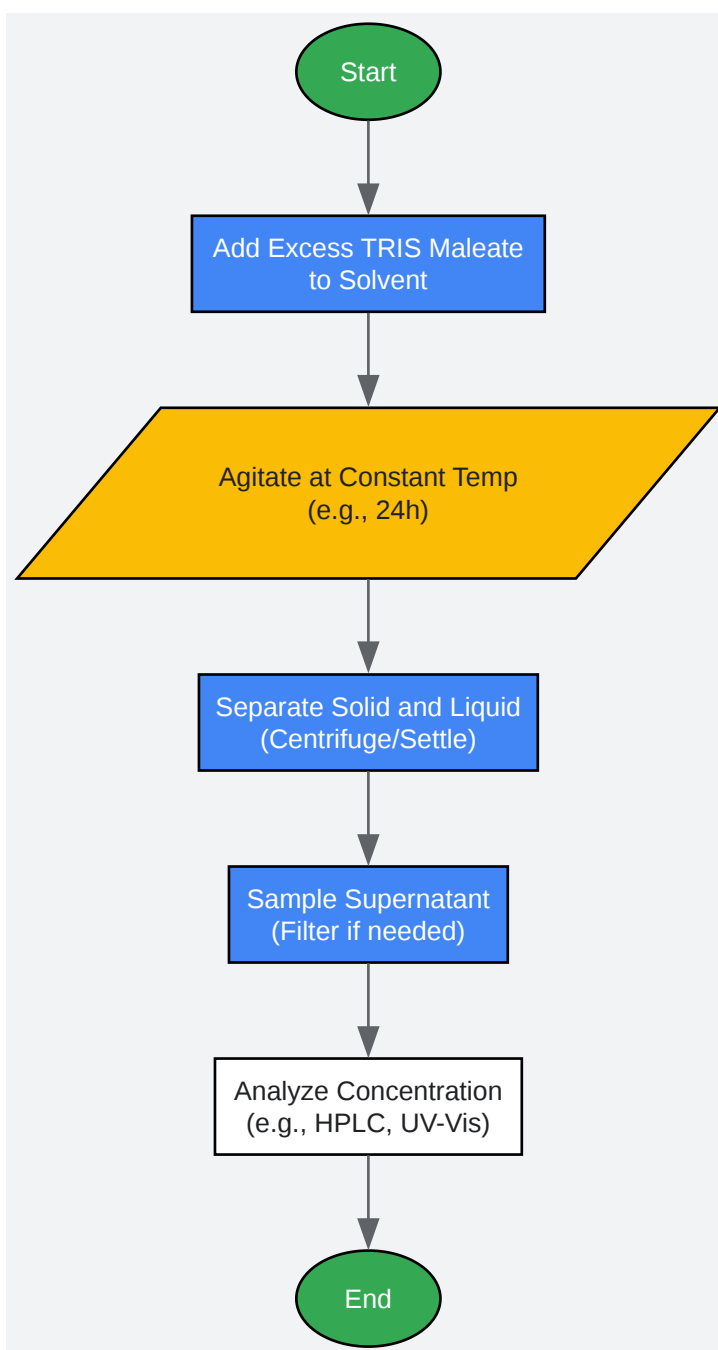 Start
Add Excess TRIS Maleate
to Solvent
Agitate at Constant Temp
(e.g., 24h)
Separate Solid and Liquid
(Centrifuge/Settle)
Sample Supernatant
(Filter if needed)
Analyze Concentration
(e.g., HPLC, UV-Vis)
End